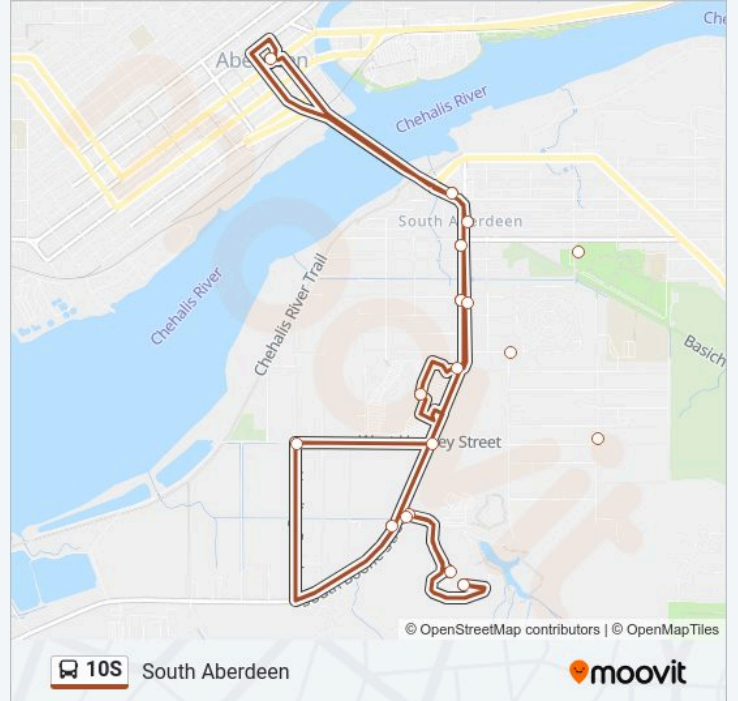 Che
Aberdeen
Chehalis River
South Aberdeen
Chehalis River Trail
Chehalis River
Basich
ey Street
© OpenStreetMap contributors | © OpenMapTiles
10S South Aberdeen
moovit